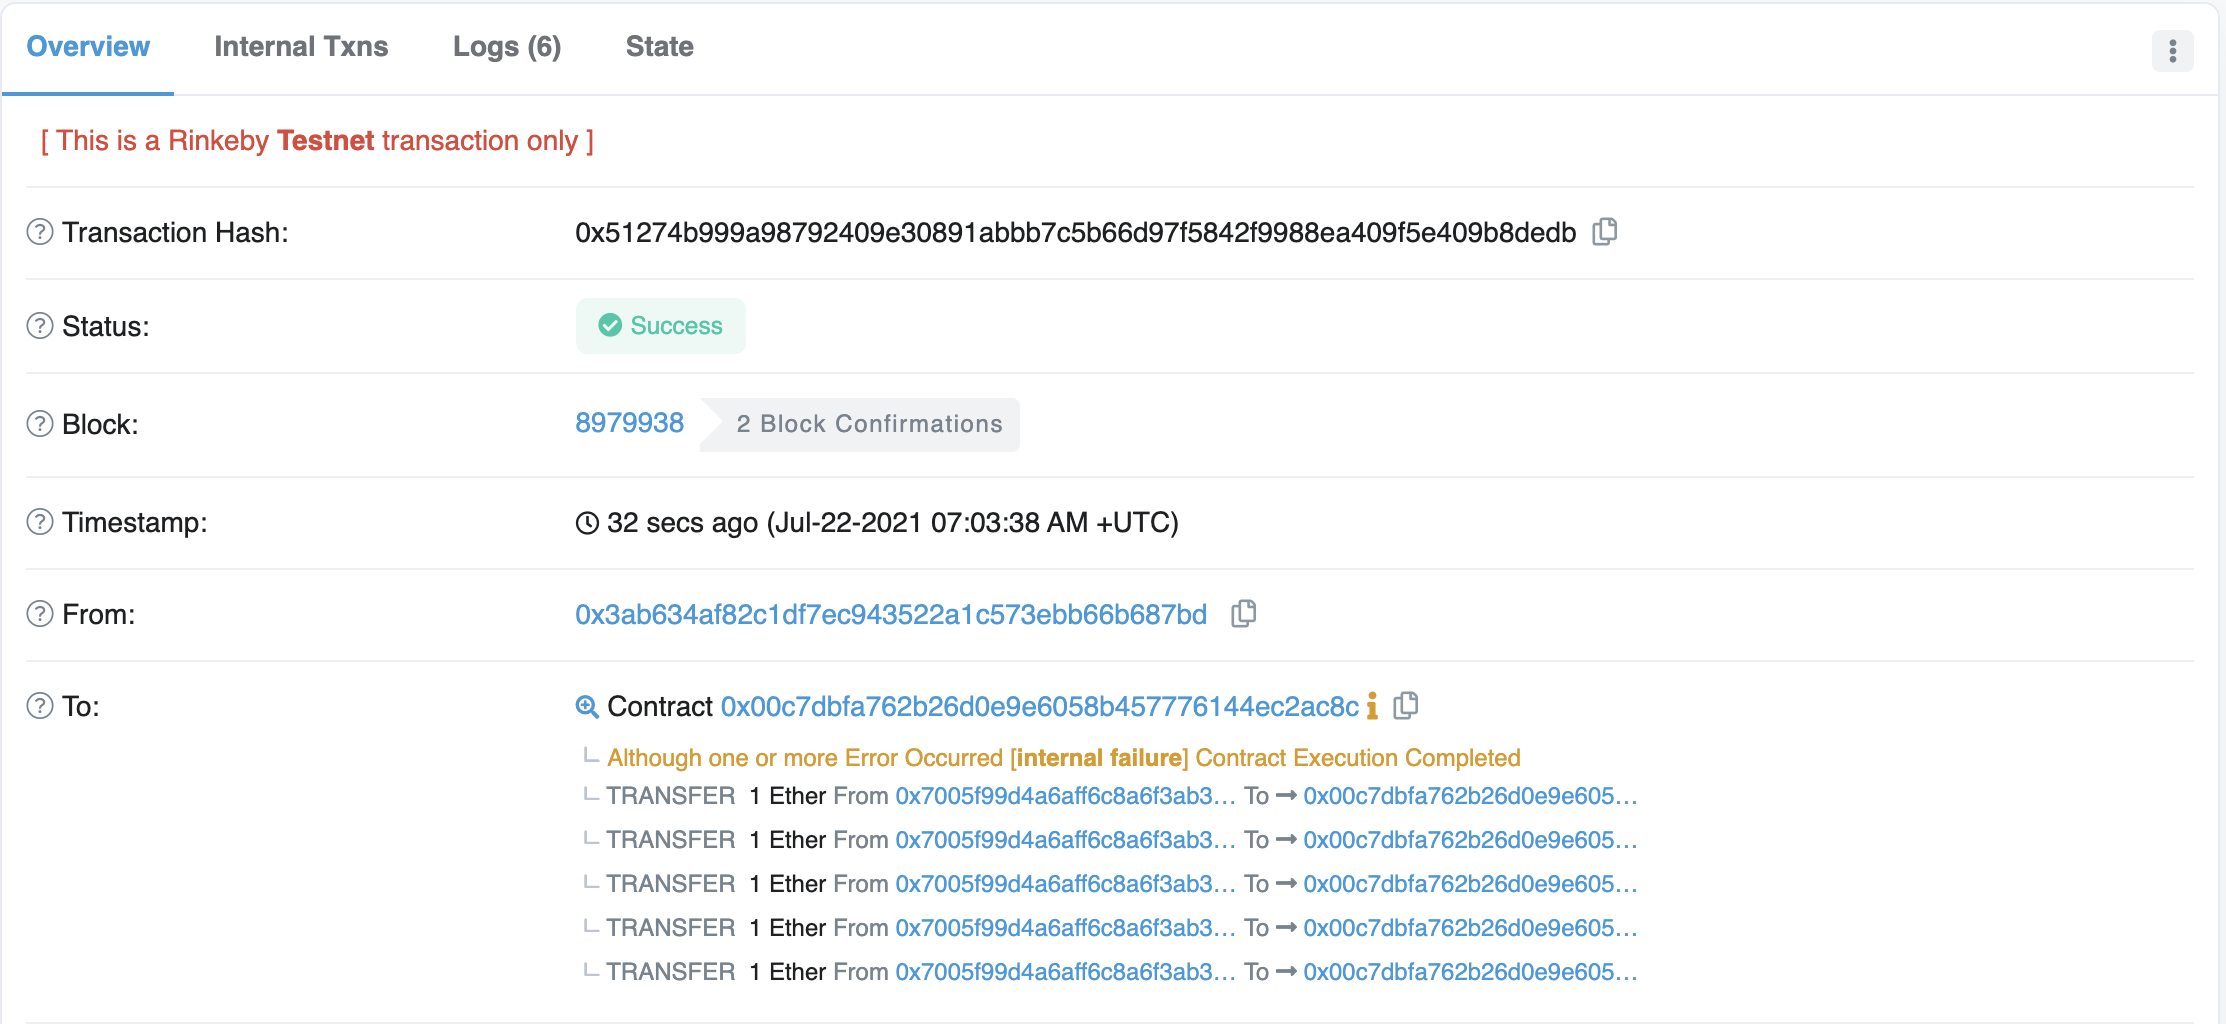 Overview Internal Txns Logs (6) State
[ This is a Rinkeby Testnet transaction only ]
Transaction Hash: 0x51274b999a98792409e30891abbb7c5b66d97f5842f9988ea409f5e409b8dedb
Status: Success
Block: 8979938 2 Block Confirmations
Timestamp: 32 secs ago (Jul-22-2021 07:03:38 AM +UTC)
From: 0x3ab634af82c1df7ec943522a1c573ebb66b687bd
To: Contract 0x00c7dbfa762b26d0e9e6058b457776144ec2ac8c
Although one or more Error Occurred [internal failure] Contract Execution Completed
TRANSFER 1 Ether From 0x7005f99d4a6aff6c8a6f3ab3... To → 0x00c7dbfa762b26d0e9e605...
TRANSFER 1 Ether From 0x7005f99d4a6aff6c8a6f3ab3... To → 0x00c7dbfa762b26d0e9e605...
TRANSFER 1 Ether From 0x7005f99d4a6aff6c8a6f3ab3... To → 0x00c7dbfa762b26d0e9e605...
TRANSFER 1 Ether From 0x7005f99d4a6aff6c8a6f3ab3... To → 0x00c7dbfa762b26d0e9e605...
TRANSFER 1 Ether From 0x7005f99d4a6aff6c8a6f3ab3... To → 0x00c7dbfa762b26d0e9e605...